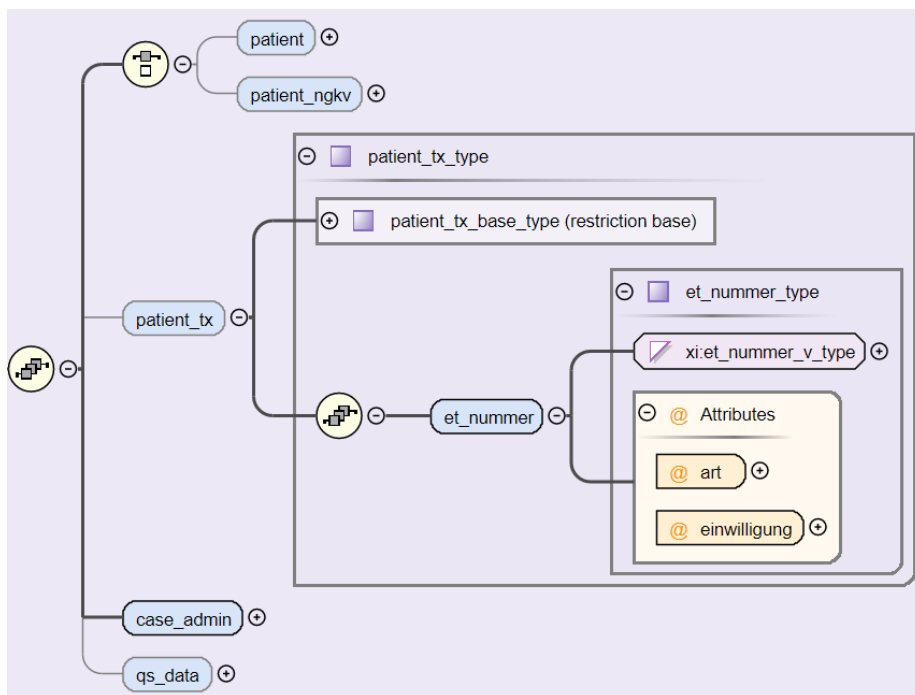 patient
patient_ngkv
patient_tx_type
patient_tx_base_type (restriction base)
et_nummer_type
patient_tx
xi:et_nummer_v_type
et_nummer
@ Attributes
@ art
@ einwilligung
case_admin
qs_data